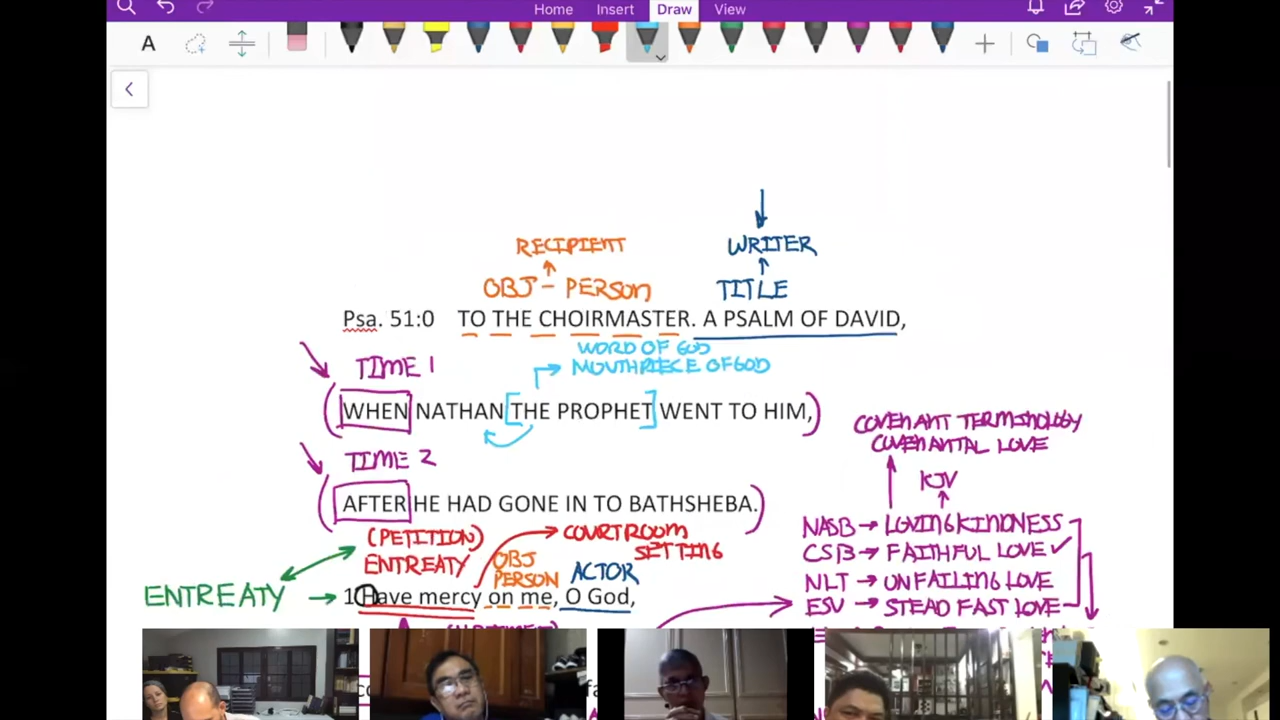 Home Insert Draw View
A
RECIPIENT
WRITER
OBJ - PERSON
TITLE
Psa. 51:0 TO THE CHOIRMASTER. A PSALM OF DAVID,
WORD OF GOD
TIME 1
MOUTHPIECE OF GOD
(WHEN NATHAN [THE PROPHET] WENT TO HIM,)
COVENANT TERMINOLOGY
COVENANTAL LOVE
TIME 2
KJV
(AFTER HE HAD GONE IN TO BATHSHEBA.)
NASB → LOVINGKINDNESS
(PETITION)
COURTROOM
SETTING
CSB → FAITHFUL LOVE ✓
ENTREATY
OBJ
PERSON
ACTOR
NLT → UNFAILING LOVE
ENTREATY → 1 Have mercy on me, O God,
ESV → STEADFAST LOVE